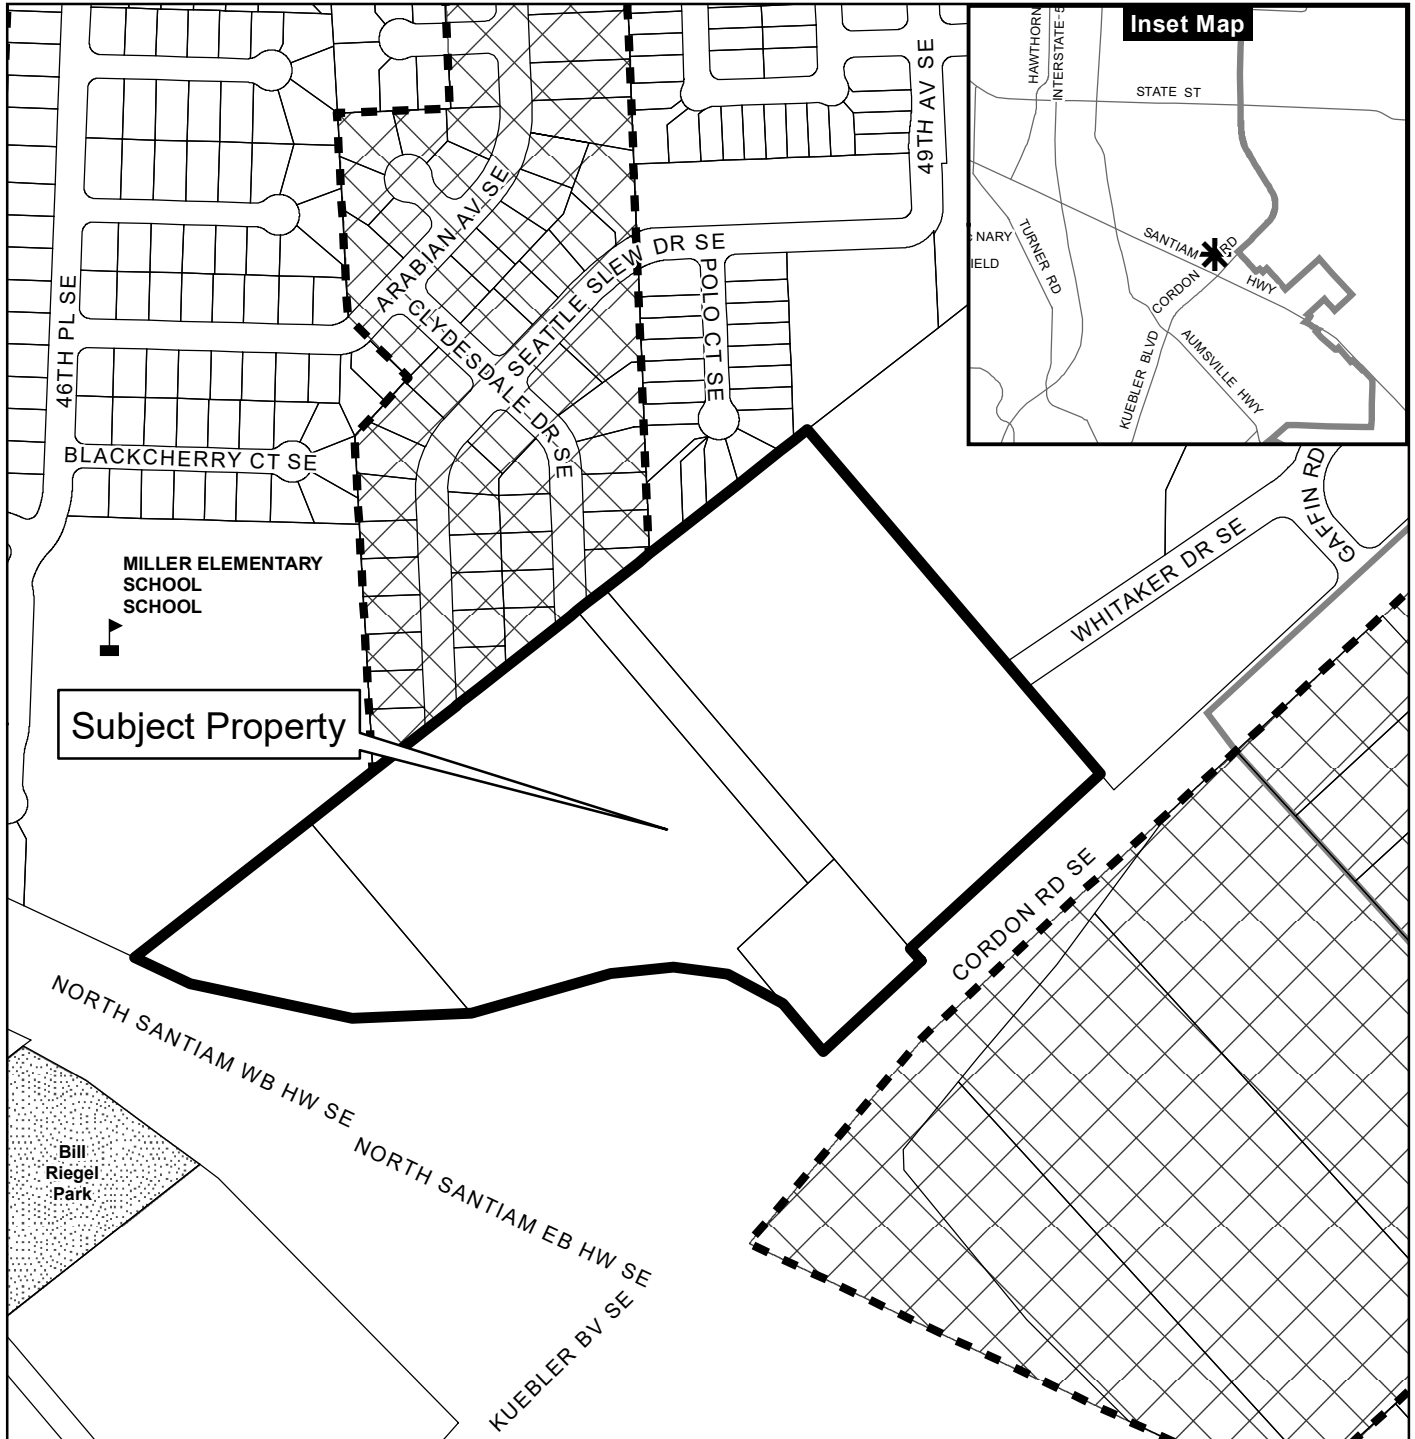 Inset Map
HAWTHORN
INTERSTATE-5
STATE ST
NARY
IELD
TURNER RD
SANTIAM
HWY
CORDON RD
KUEBLER BLVD
AUMSVILLE HWY
49TH AV SE
ARABIAN AV SE
SEATTLE SLEW DR SE
CLYDESDALE DR SE
POLO CT SE
46TH PL SE
BLACKCHERRY CT SE
GAFFIN RD
WHITAKER DR SE
MILLER ELEMENTARY
SCHOOL
SCHOOL
Subject Property
CORDON RD SE
NORTH SANTIAM WB HW SE
NORTH SANTIAM EB HW SE
KUEBLER BV SE
Bill
Riegel
Park